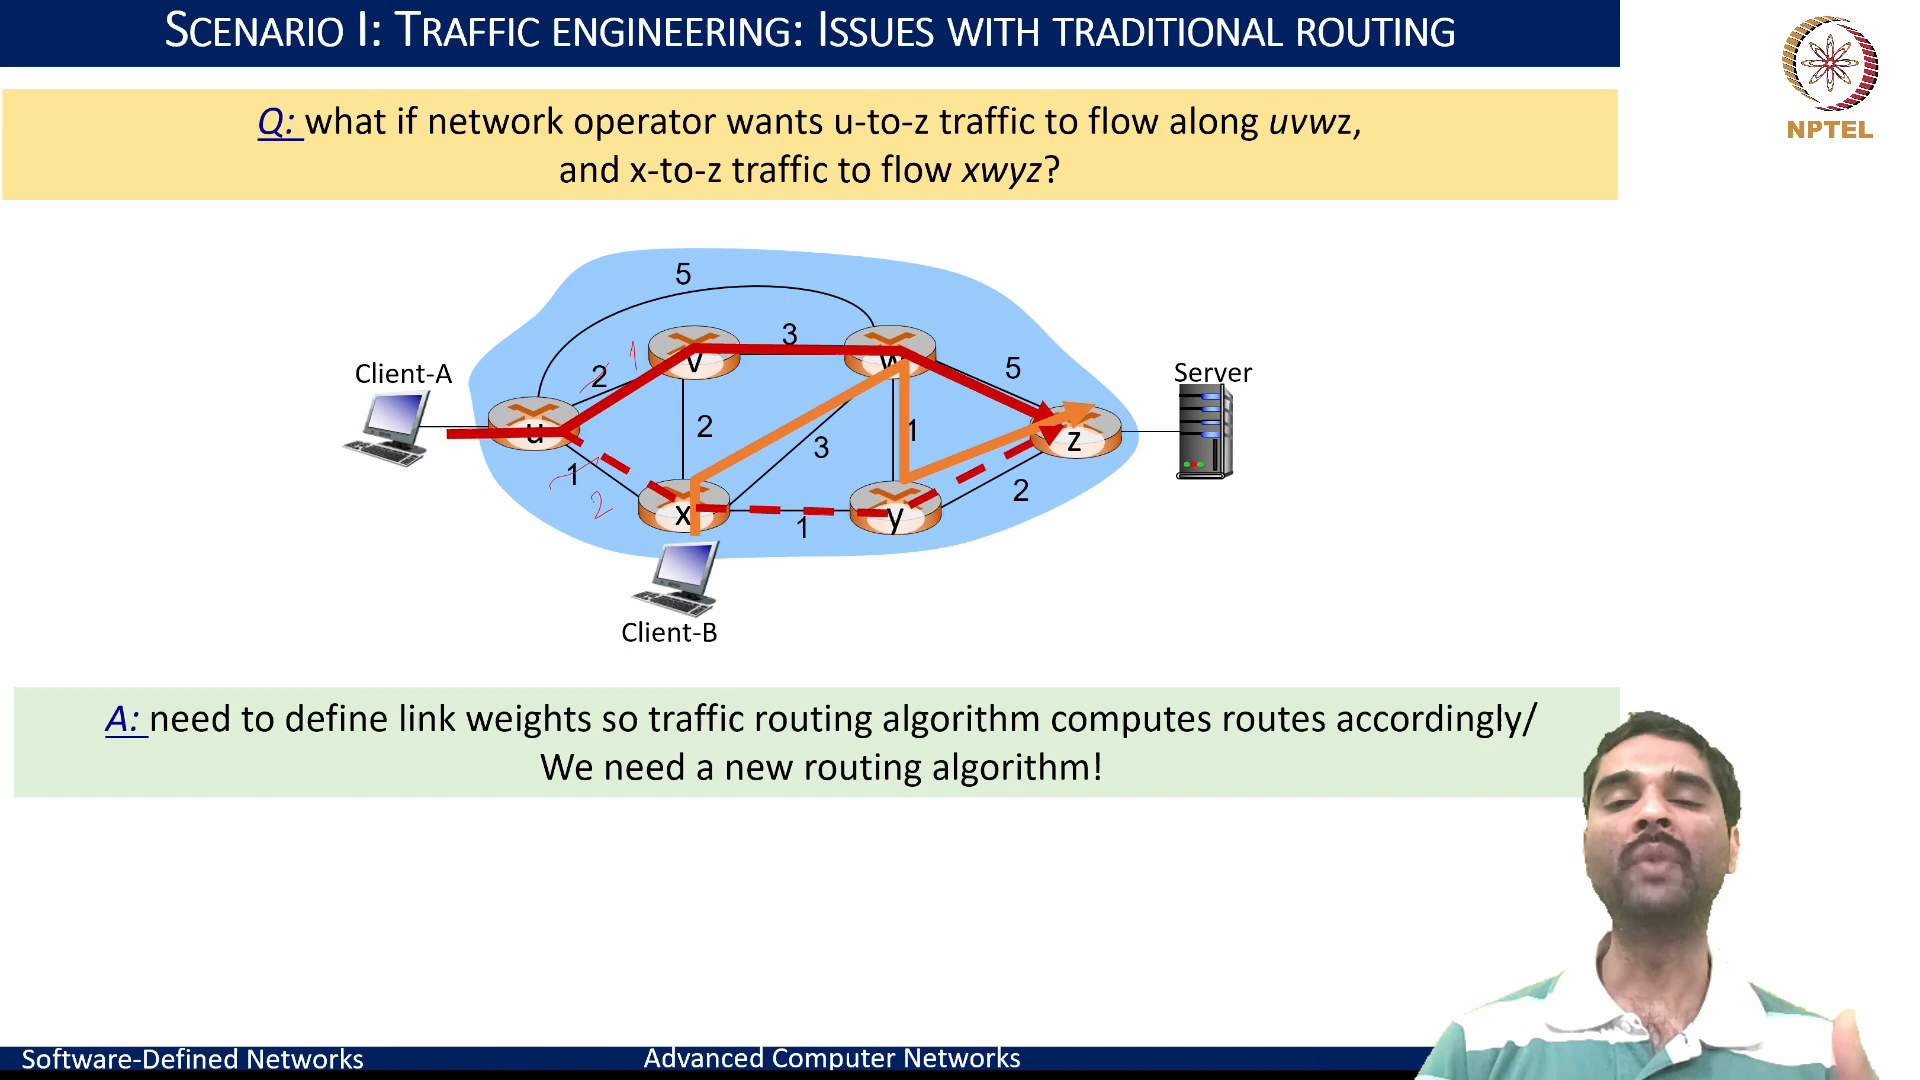 SCENARIO I: TRAFFIC ENGINEERING: ISSUES WITH TRADITIONAL ROUTING
NPTEL
Q: what if network operator wants u-to-z traffic to flow along uvwz,
and x-to-z traffic to flow xwyz?
5
3
Client-A
2
1
v
w
5
Server
u
2
3
1
z
1
2
x
1
y
2
Client-B
A: need to define link weights so traffic routing algorithm computes routes accordingly/
We need a new routing algorithm!
Software-Defined Networks
Advanced Computer Networks